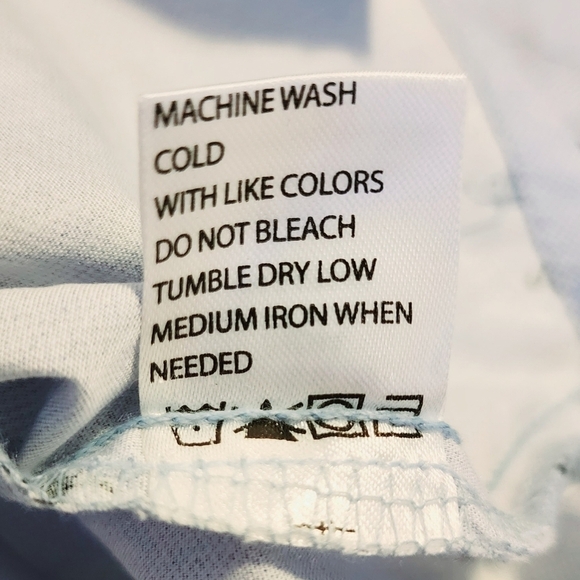 MACHINE WASH
COLD
WITH LIKE COLORS
DO NOT BLEACH
TUMBLE DRY LOW
MEDIUM IRON WHEN
NEEDED